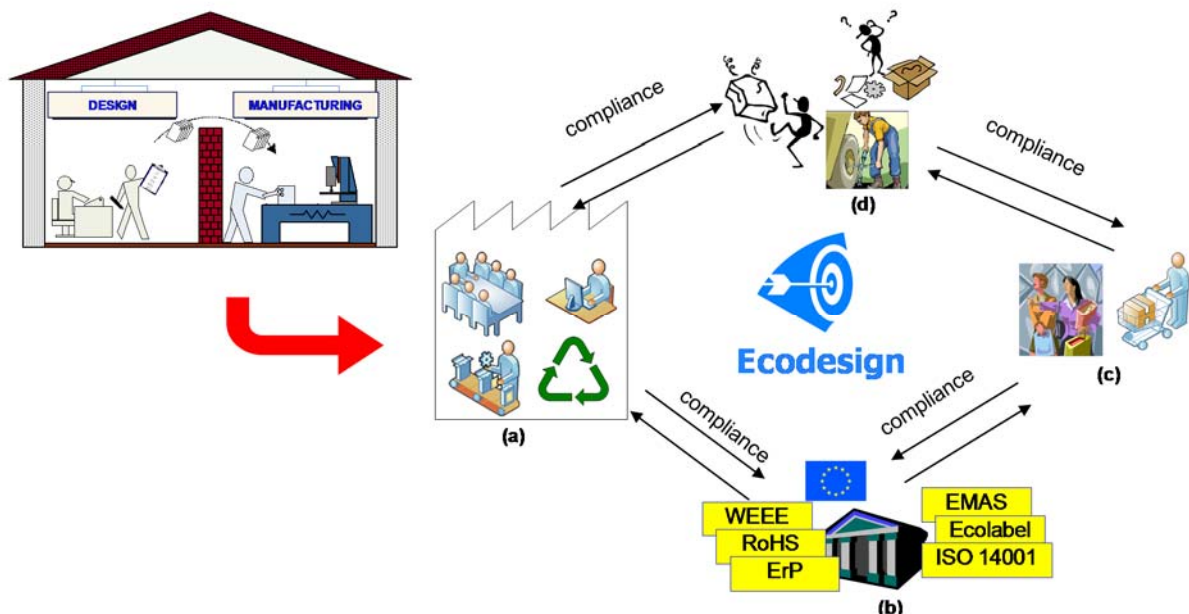 DESIGN
MANUFACTURING
compliance
compliance
(d)
Ecodesign
(a)
(c)
compliance
compliance
WEEE
RoHS
ErP
EMAS
Ecolabel
ISO 14001
(b)